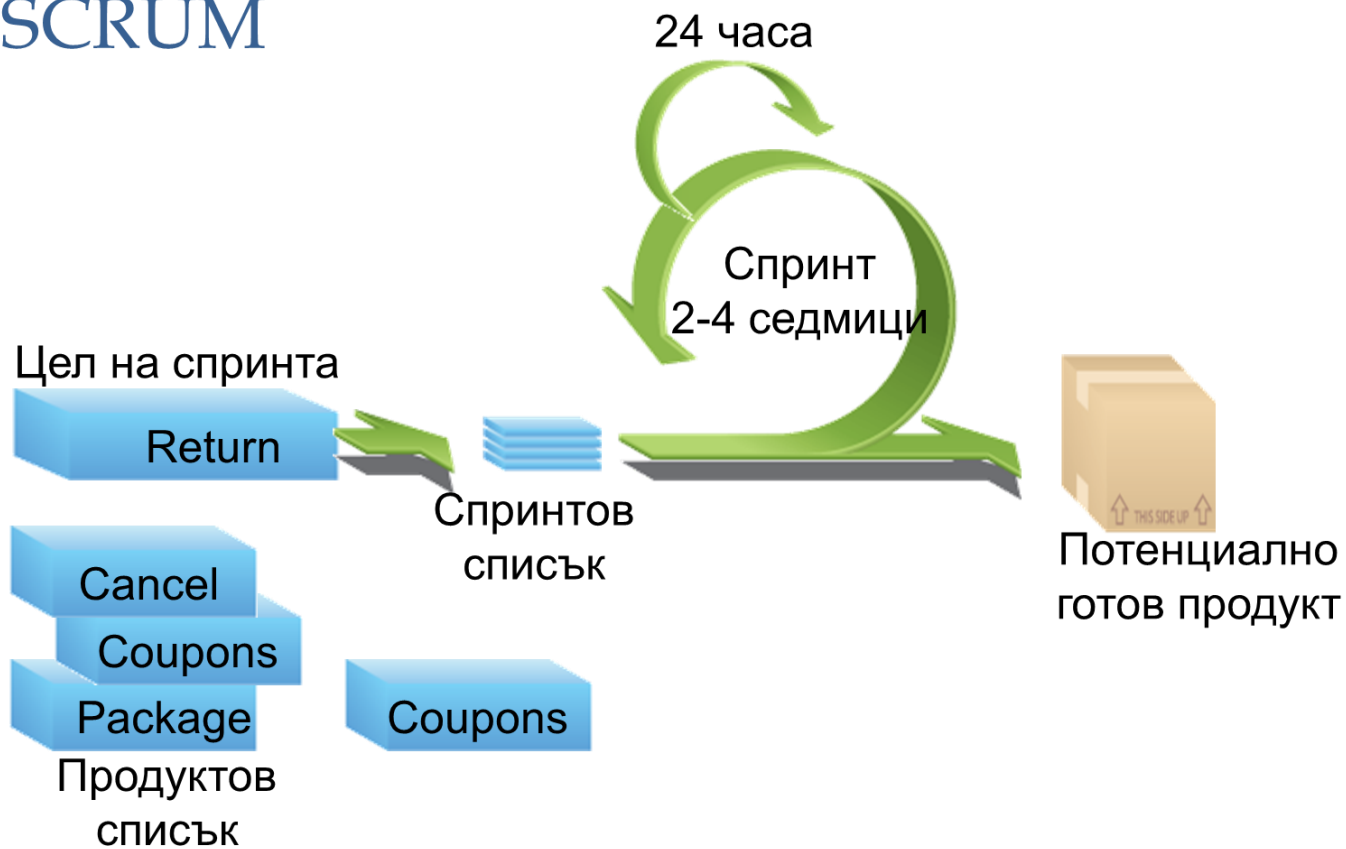 SCRUM
24 часа
Спринт
2-4 седмици
Цел на спринта
Return
Спринтов
списък
THIS SIDE UP
Потенциално
готов продукт
Cancel
Coupons
Package
Coupons
Продуктов
списък